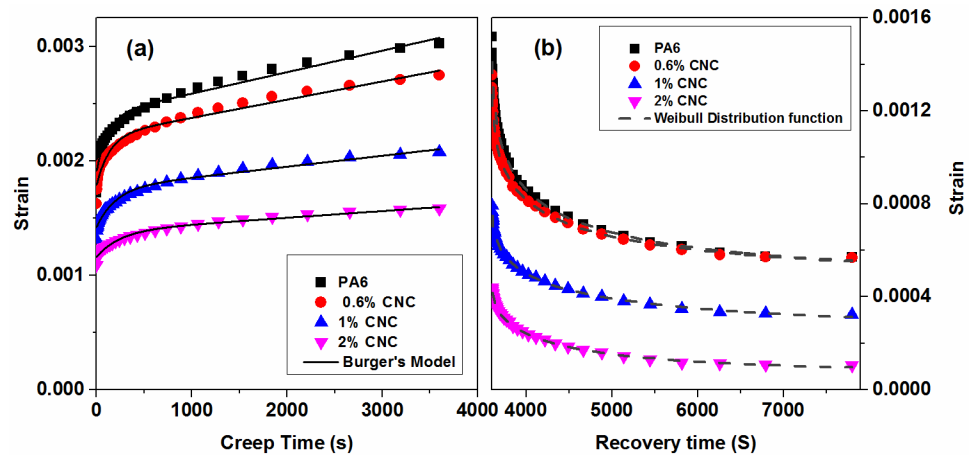 (a)
Strain
0.003
0.002
0.001
0.000
PA6
0.6% CNC
1% CNC
2% CNC
Burger's Model
0
1000
2000
3000
4000
Creep Time (s)
(b)
PA6
0.6% CNC
1% CNC
2% CNC
Weibull Distribution function
0.0016
0.0012
0.0008
0.0004
0.0000
Strain
4000
5000
6000
7000
Recovery time (S)